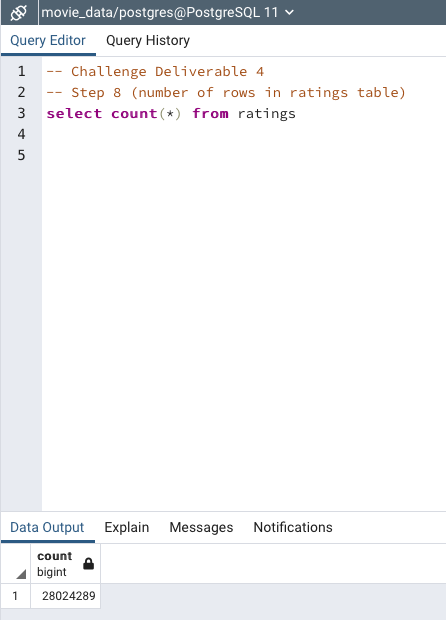 movie_data/postgres@PostgreSQL 11
Query Editor Query History
1 -- Challenge Deliverable 4
2 -- Step 8 (number of rows in ratings table)
3 select count(*) from ratings
4
5
Data Output Explain Messages Notifications
count
bigint
1 28024289